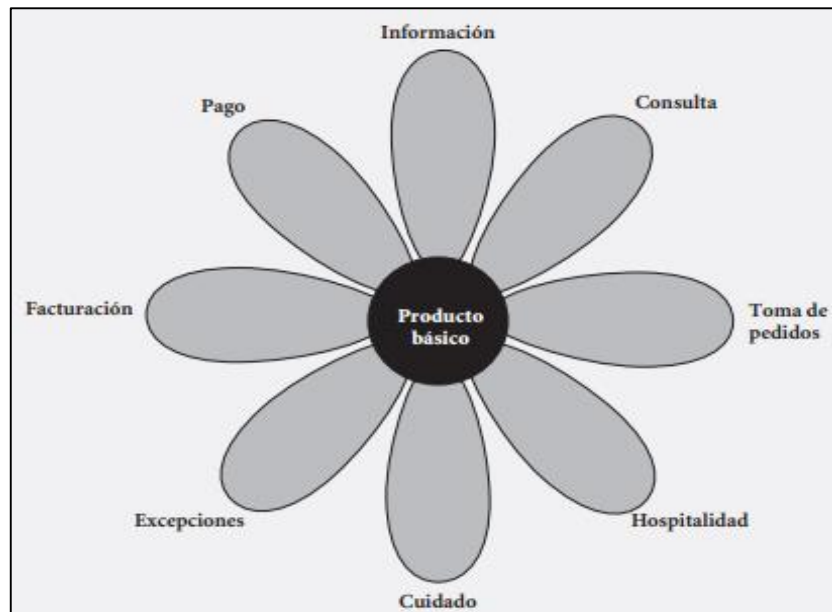 Información
Consulta
Toma de
pedidos
Hospitalidad
Cuidado
Excepciones
Facturación
Pago
Producto
básico